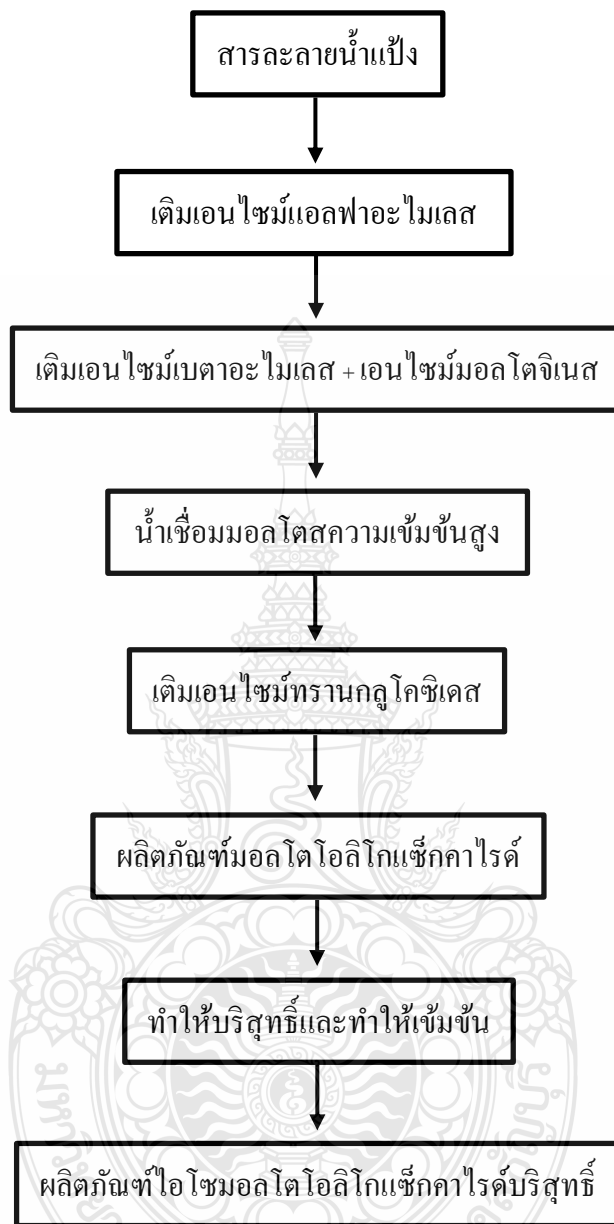 สารละลายน้ำแป้ง
เติมเอนไซม์แอลฟาอะไมเลส
เติมเอนไซม์เบตาอะไมเลส + เอนไซม์มอลโตจิเนส
น้ำเชื่อมมอลโตสความเข้มข้นสูง
เติมเอนไซม์ทรานกลูโคซิเดส
ผลิตภัณฑ์มอลโตโอลิโกแซ็กคาไรด์
ทำให้บริสุทธิ์และทำให้เข้มข้น
ผลิตภัณฑ์ไอโซมอลโตโอลิโกแซ็กคาไรด์บริสุทธิ์